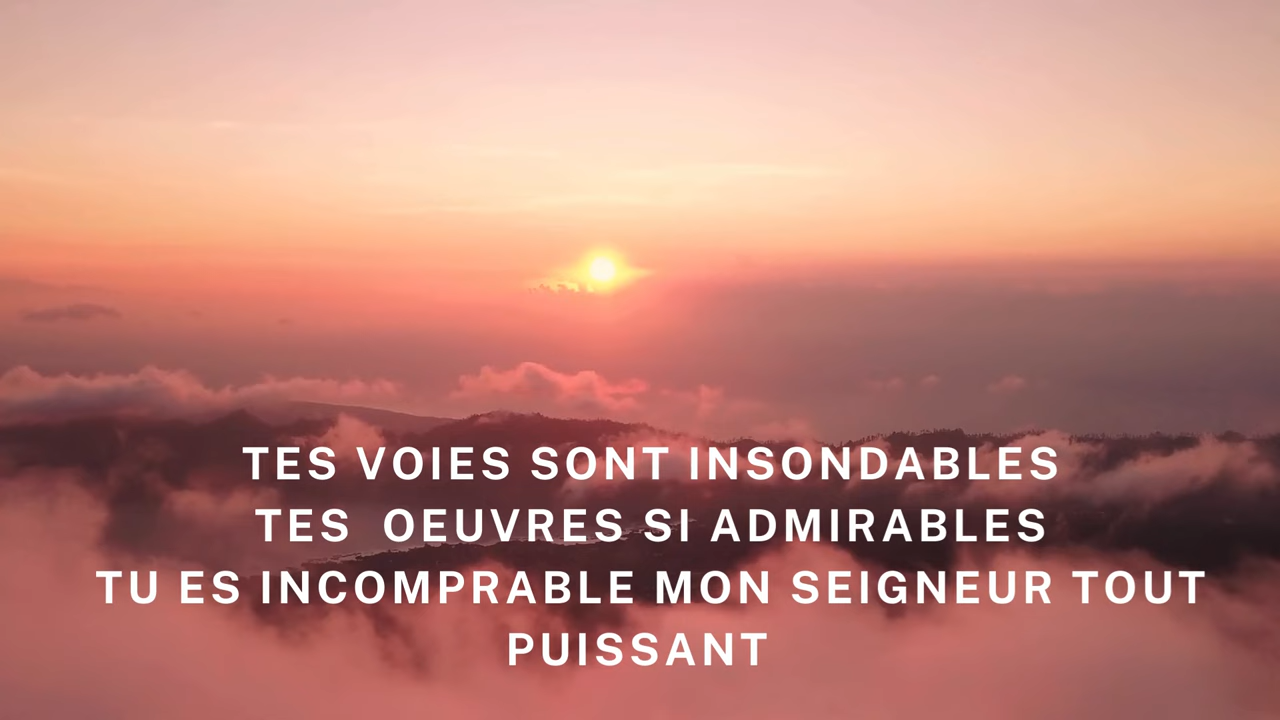 TES VOIES SONT INSONDABLES
TES  OEUVRES SI ADMIRABLES
TU ES INCOMPRABLE MON SEIGNEUR TOUT
PUISSANT